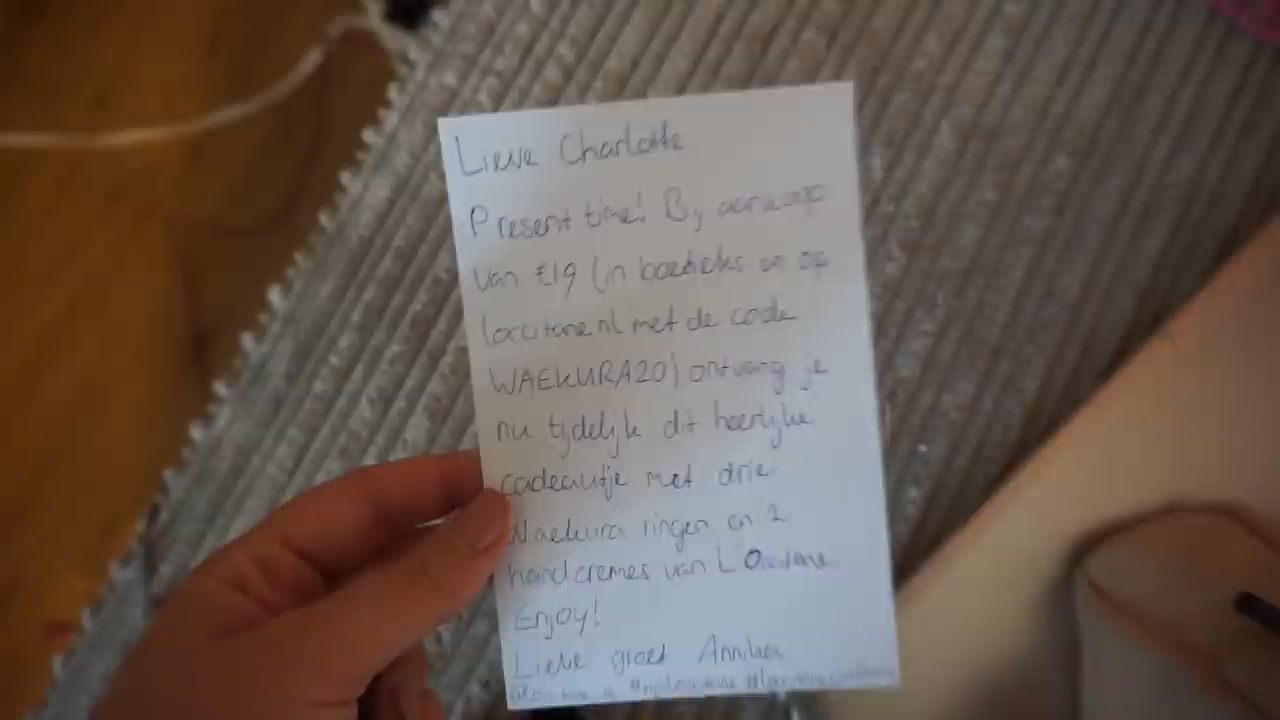 Lieve Charlotte
Present time! Bij aankoop
van €19 (in boetieks en op
loccitane.nl met de code
WAEKURA20) ontvang je
nu tijdelijk dit heerlijke
cadeautje met drie
Waekura ringen en 2
handcremes van L'Occitane.
Enjoy!
Lieve groet Annika